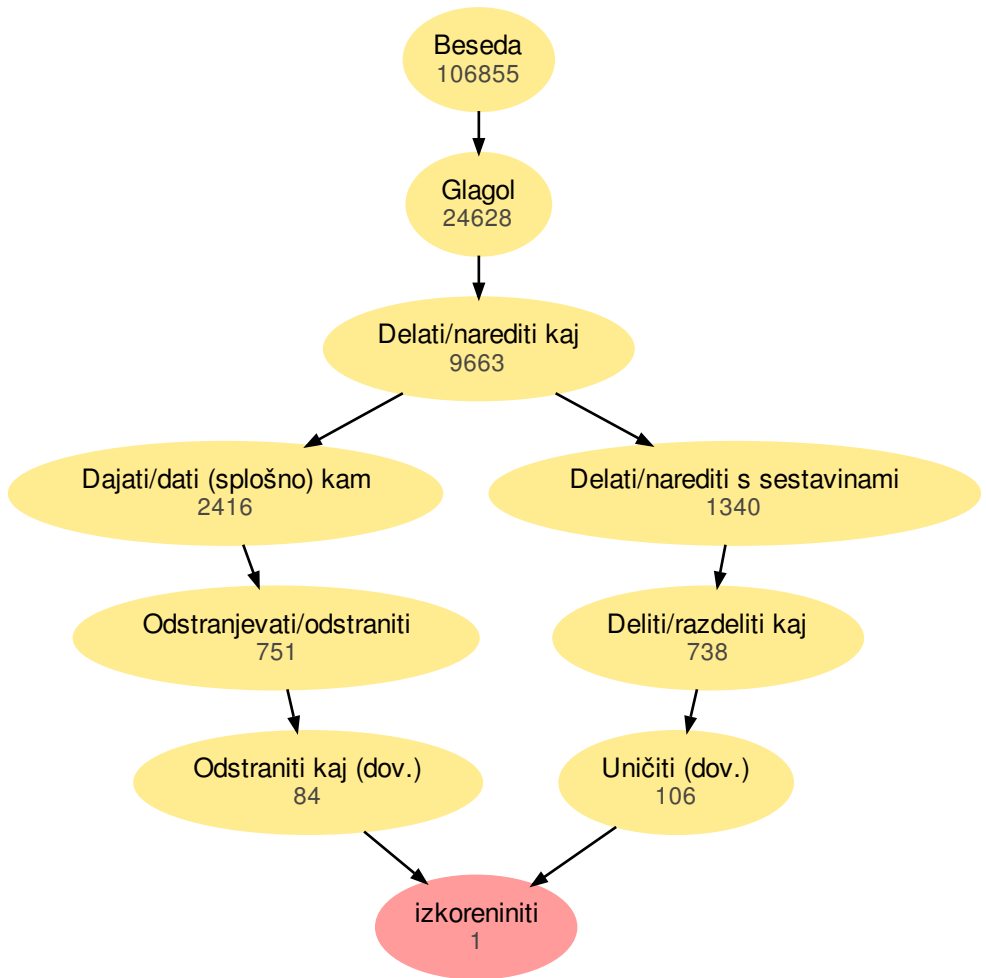 Beseda
106855
Glagol
24628
Delati/narediti kaj
9663
Dajati/dati (splošno) kam
2416
Delati/narediti s sestavinami
1340
Odstranjevati/odstraniti
751
Deliti/razdeliti kaj
738
Odstraniti kaj (dov.)
84
Uničiti (dov.)
106
izkoreniniti
1